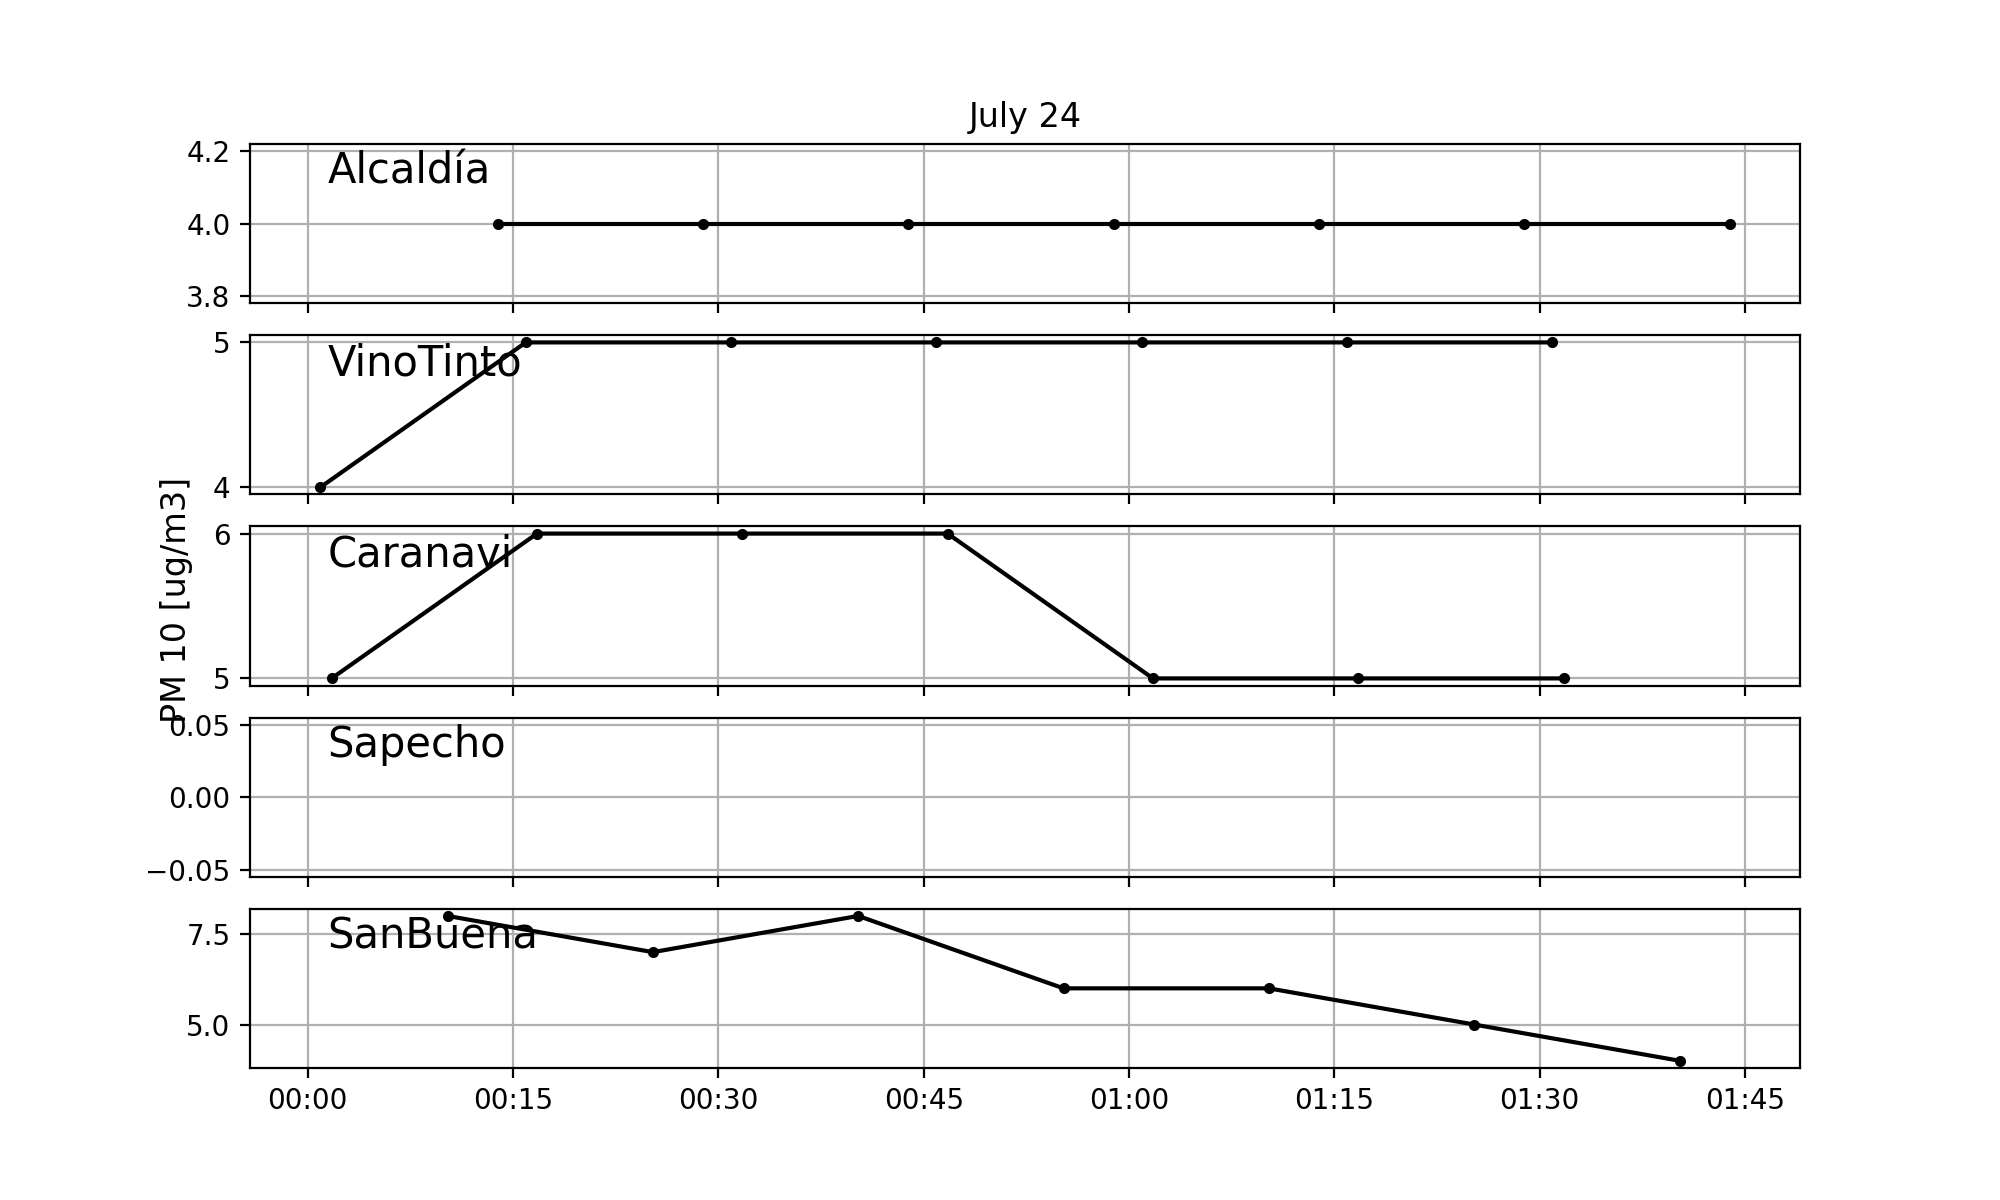 July 24
4.2
Alcaldía
4.0
3.8
5
VinoTinto
4
PM 10 [ug/m3]
6
Caranavi
5
0.05
Sapecho
0.00
−0.05
7.5
SanBuena
5.0
00:00 00:15 00:30 00:45 01:00 01:15 01:30 01:45